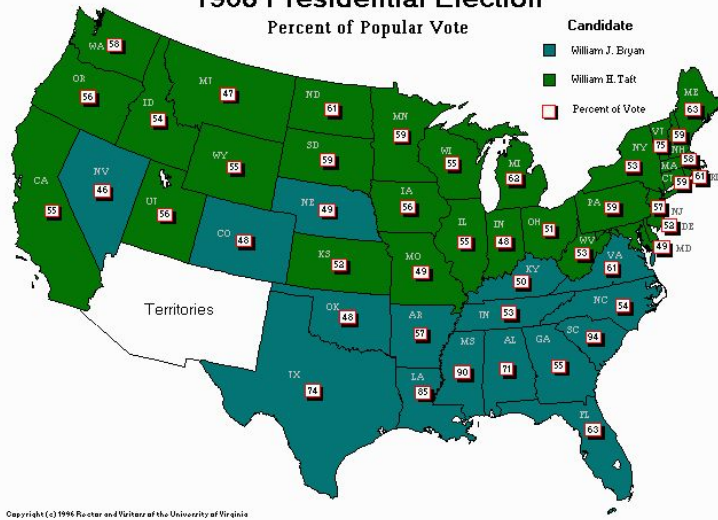 1908 Presidential Election
Percent of Popular Vote
Candidate
William J. Bryan
William H. Taft
Percent of Vote
WA 58
OR
56
ID
54
MT
47
ND
61
MN
59
SD
59
WY
55
WI
55
MI
62
ME
63
VT
75
NH
59
NY
53
MA
58
CT
59
RI
61
CA
55
NV
46
UT
56
CO
48
NE
49
IA
56
IL
55
IN
48
OH
51
PA
59
NJ
57
DE
52
MD
49
WV
53
VA
61
KS
52
MO
49
KY
50
NC
54
TN
53
SC
94
OK
48
AR
57
MS
90
AL
71
GA
55
TX
74
LA
85
FL
63
Territories
Copyright (c) 1996 Rector and Visitors of the University of Virginia